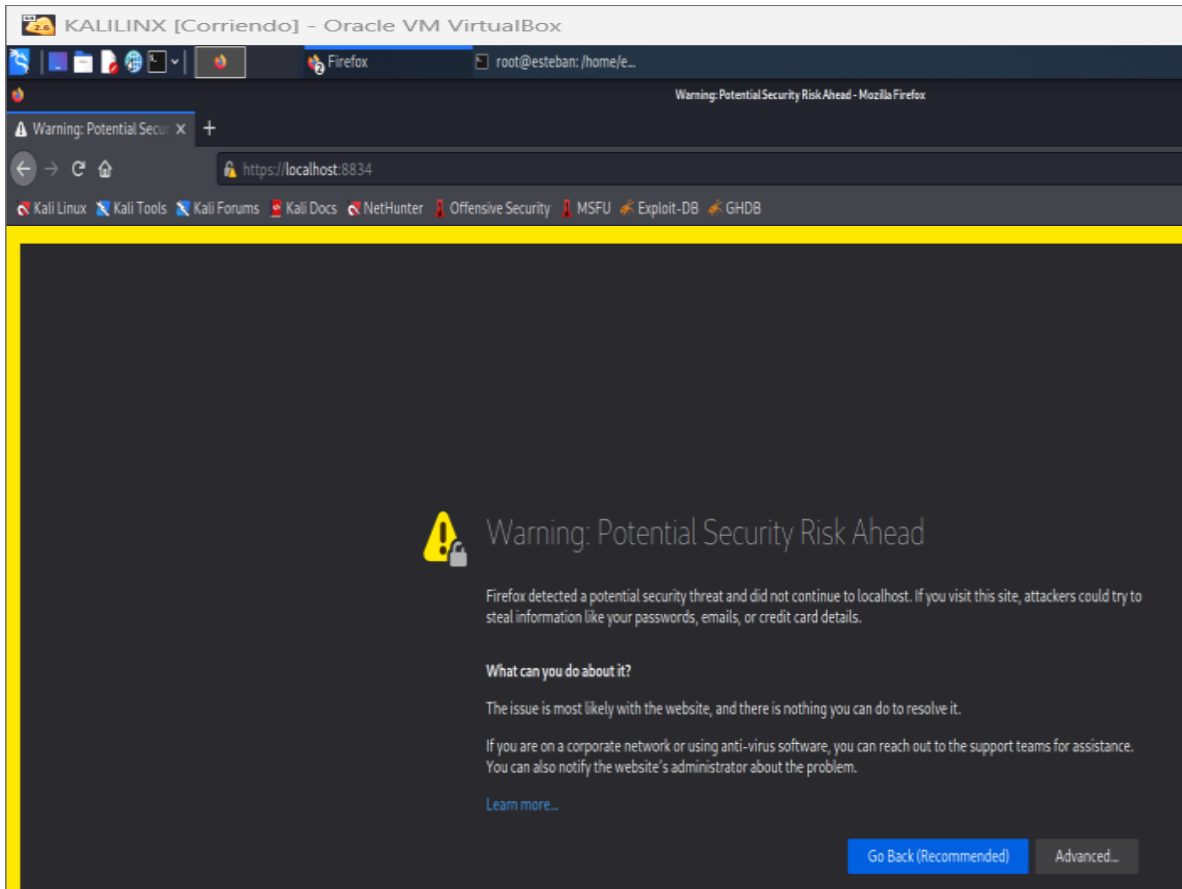 KALILINX [Corriendo] - Oracle VM VirtualBox
Firefox
root@esteban: /home/e...
Warning: Potential Security Risk Ahead - Mozilla Firefox
Warning: Potential Secur
https://localhost:8834
Kali Linux Kali Tools Kali Forums Kali Docs NetHunter Offensive Security MSFU Exploit-DB GHDB
Warning: Potential Security Risk Ahead
Firefox detected a potential security threat and did not continue to localhost. If you visit this site, attackers could try to
steal information like your passwords, emails, or credit card details.
What can you do about it?
The issue is most likely with the website, and there is nothing you can do to resolve it.
If you are on a corporate network or using anti-virus software, you can reach out to the support teams for assistance.
You can also notify the website's administrator about the problem.
Learn more...
Go Back (Recommended) Advanced...